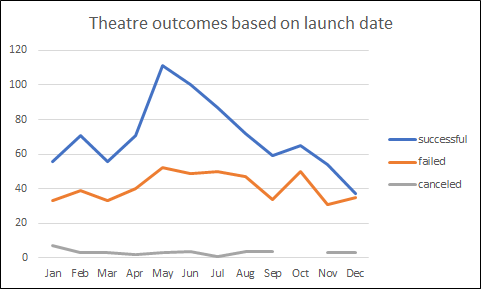 Theatre outcomes based on launch date
120
100
80
60
40
20
0
Jan Feb Mar Apr May Jun Jul Aug Sep Oct Nov Dec
successful
failed
canceled